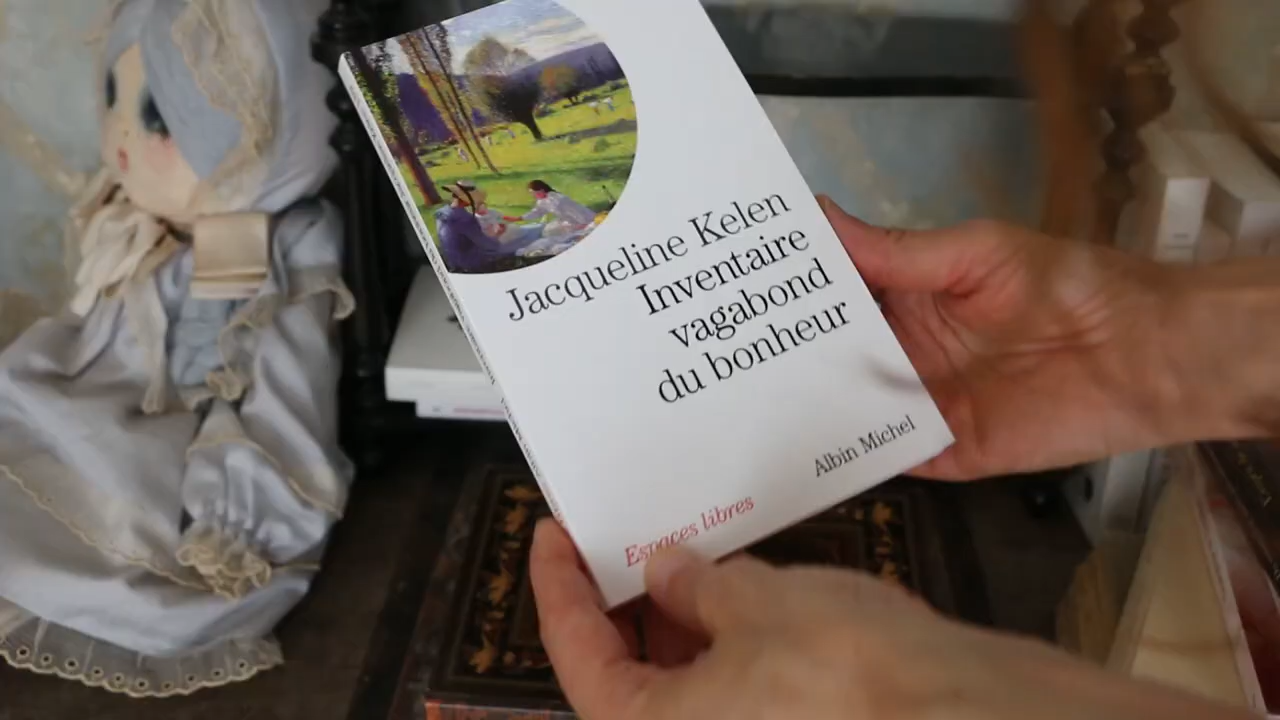 Jacqueline Kelen
Inventaire
vagabond
du bonheur
Albin Michel
Espaces libres